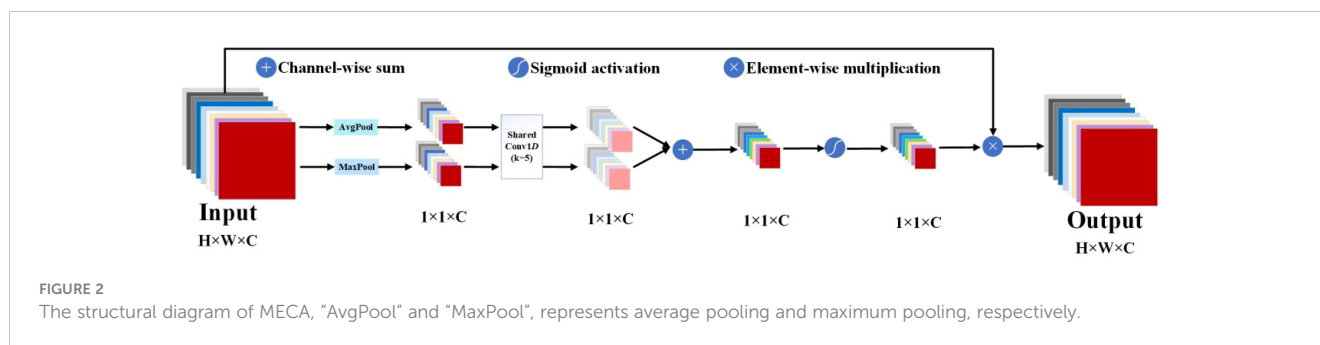 Channel-wise sum
Sigmoid activation
Element-wise multiplication
AvgPool
MaxPool
Shared
Conv1D
(k=5)
Input
H×W×C
1×1×C
1×1×C
1×1×C
1×1×C
Output
H×W×C
FIGURE 2
The structural diagram of MECA, “AvgPool” and “MaxPool”, represents average pooling and maximum pooling, respectively.